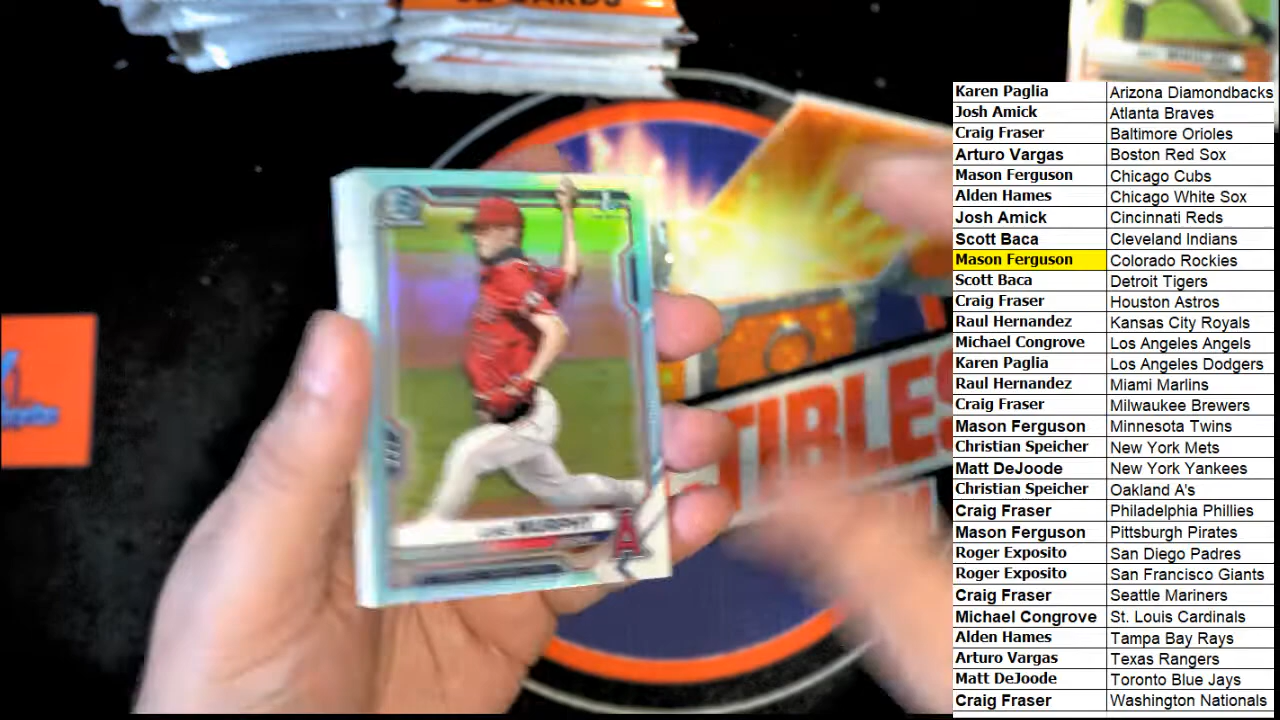 CARDS
Karen Paglia Arizona Diamondbacks
Josh Amick Atlanta Braves
Craig Fraser Baltimore Orioles
Arturo Vargas Boston Red Sox
Mason Ferguson Chicago Cubs
Alden Hames Chicago White Sox
Josh Amick Cincinnati Reds
Scott Baca Cleveland Indians
Mason Ferguson Colorado Rockies
Scott Baca Detroit Tigers
Craig Fraser Houston Astros
Raul Hernandez Kansas City Royals
Michael Congrove Los Angeles Angels
Karen Paglia Los Angeles Dodgers
Raul Hernandez Miami Marlins
Craig Fraser Milwaukee Brewers
Mason Ferguson Minnesota Twins
Christian Speicher New York Mets
Matt DeJoode New York Yankees
Christian Speicher Oakland A's
Craig Fraser Philadelphia Phillies
Mason Ferguson Pittsburgh Pirates
Roger Exposito San Diego Padres
Roger Exposito San Francisco Giants
Craig Fraser Seattle Mariners
Michael Congrove St. Louis Cardinals
Alden Hames Tampa Bay Rays
Arturo Vargas Texas Rangers
Matt DeJoode Toronto Blue Jays
Craig Fraser Washington Nationals
TIBLES
MURPHY
A